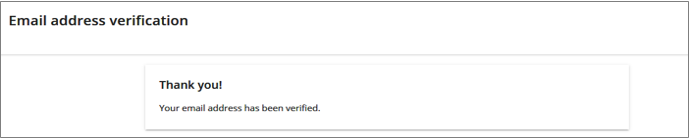 Email address verification
Thank you!
Your email address has been verified.